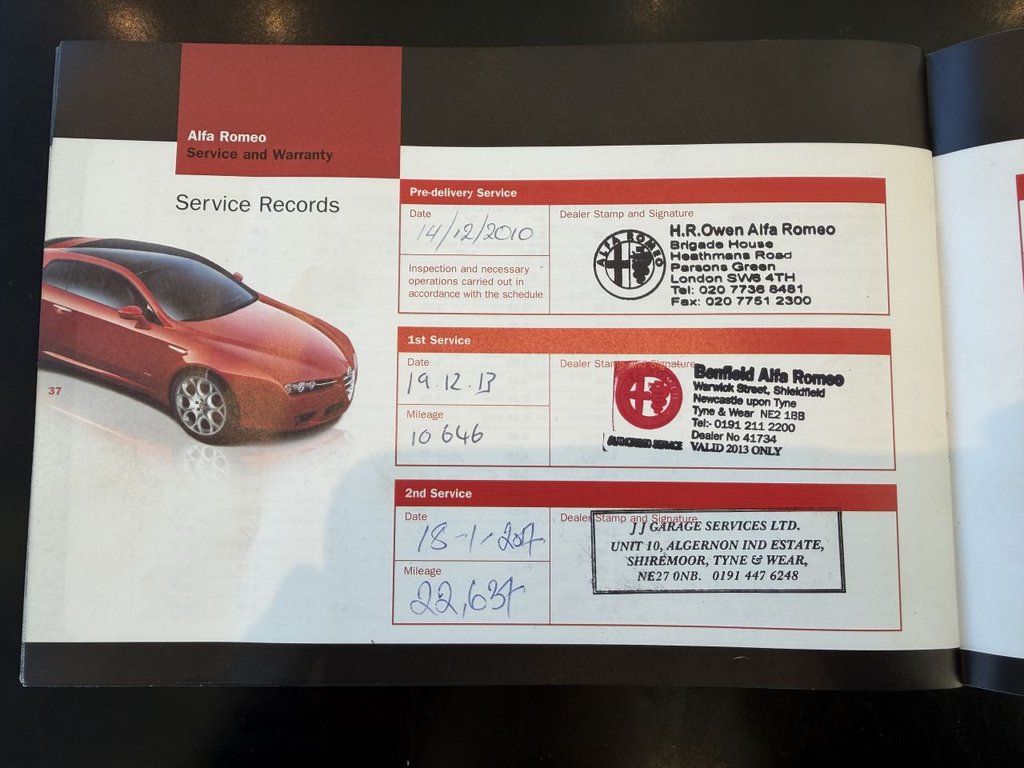 Alfa Romeo
Service and Warranty
Service Records
37
Pre-delivery Service
Date
14/12/2010
Inspection and necessary
operations carried out in
accordance with the schedule
Dealer Stamp and Signature
ALFA ROMEO
H.R.Owen Alfa Romeo
Brigade House
Heathmans Road
Parsons Green
London SW6 4TH
Tel: 020 7736 8481
Fax: 020 7751 2300
1st Service
Date
19.12.13
Mileage
10 646
Dealer Stamp and Signature
Benfield Alfa Romeo
Warwick Street, Shieldfield
Newcastle upon Tyne
Tyne & Wear NE2 1BB
Tel:- 0191 211 2200
Dealer No 41734
VALID 2013 ONLY
AUTHORISED SERVICE
2nd Service
Date
18-1-2017
Mileage
22,637
Dealer Stamp and Signature
J J GARAGE SERVICES LTD.
UNIT 10, ALGERNON IND ESTATE,
SHIREMOOR, TYNE & WEAR,
NE27 0NB. 0191 447 6248